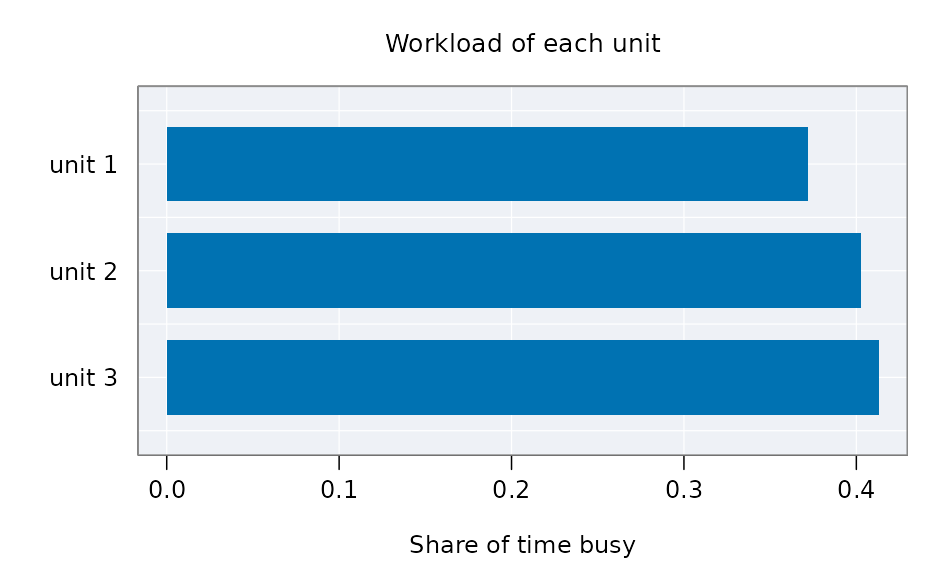 Workload of each unit
unit 1
unit 2
unit 3
0.0 0.1 0.2 0.3 0.4
Share of time busy